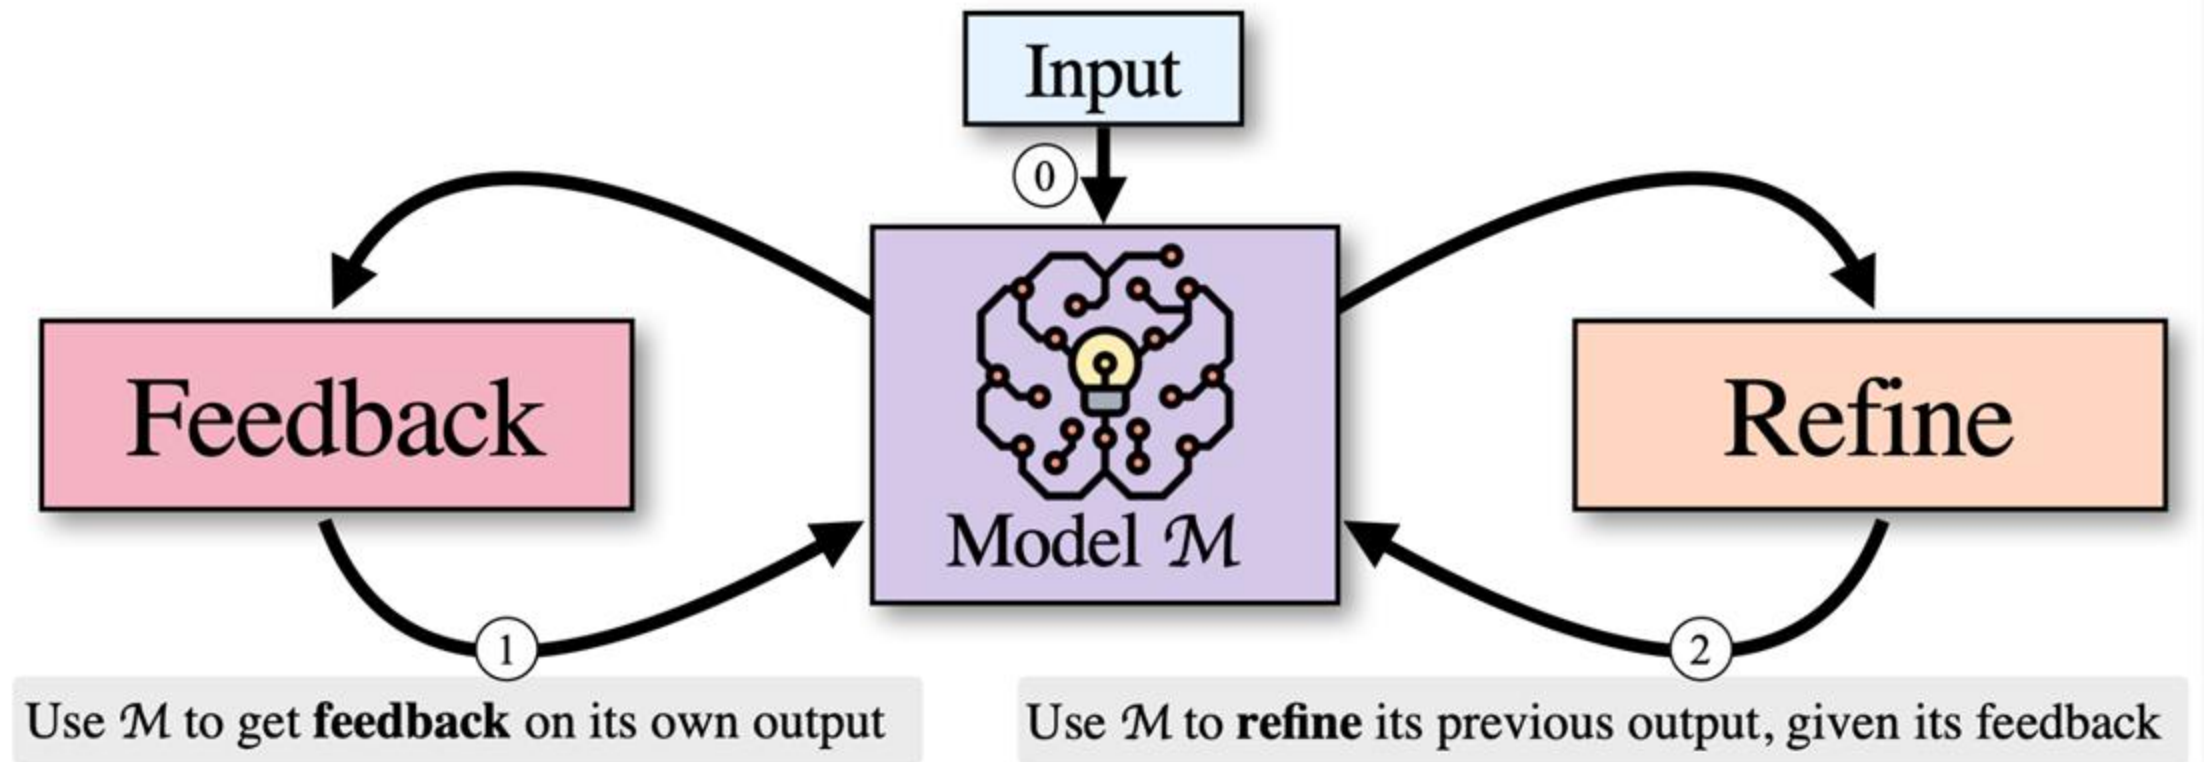 Input
0
Feedback
Model ℳ
Refine
1
2
Use ℳ to get feedback on its own output
Use ℳ to refine its previous output, given its feedback